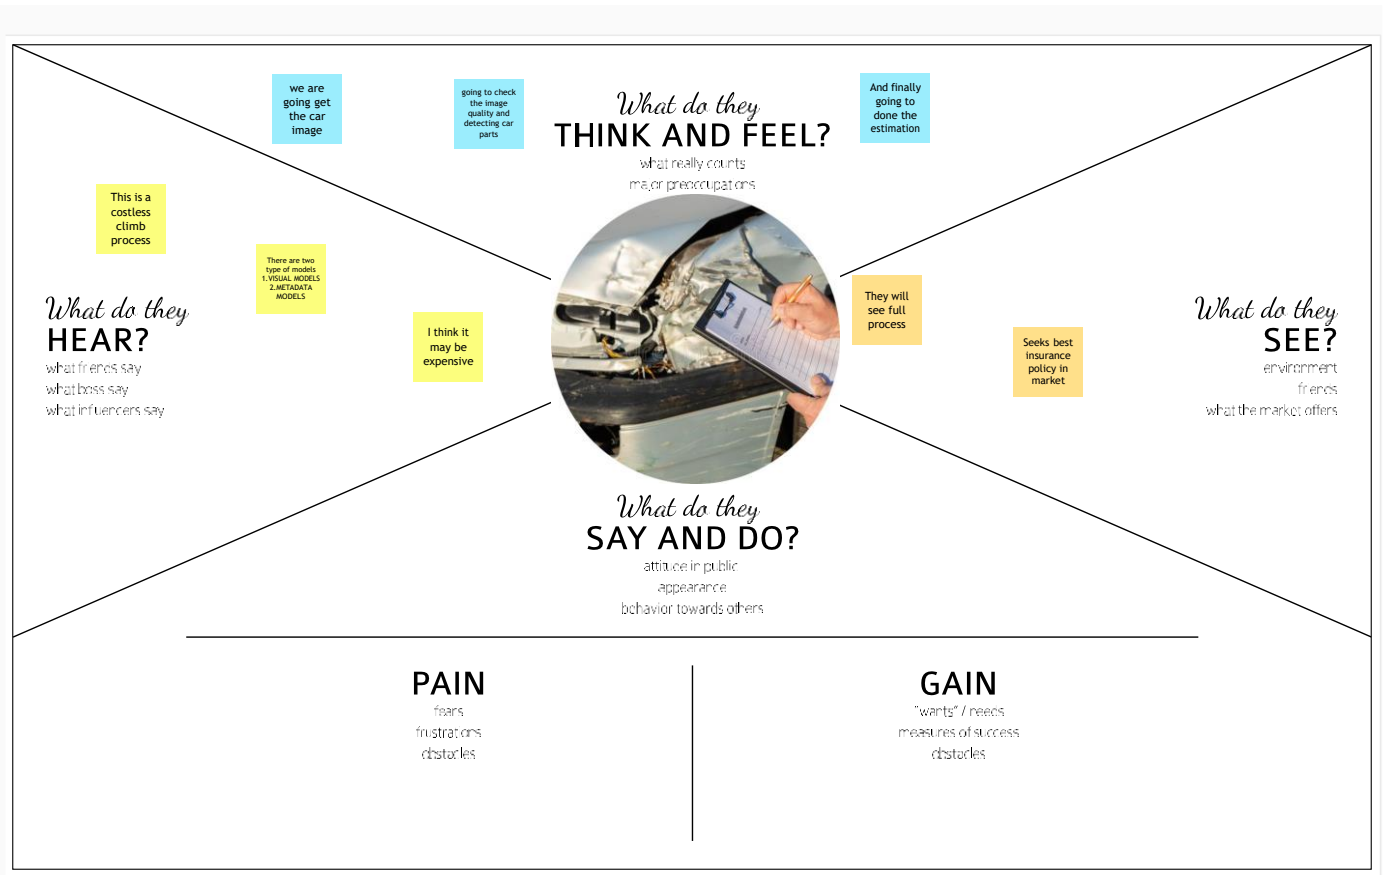 we are
going get
the car
image
going to check
the image
quality and
detecting car
parts
What do they
THINK AND FEEL?
what really counts
major preoccupations
And finally
going to
done the
estimation
This is a
costless
climb
process
There are two
type of models
1.VISUAL MODELS
2.METADATA
MODELS
I think it
may be
expensive
What do they
HEAR?
what friends say
what boss say
what influencers say
They will
see full
process
Seeks best
insurance
policy in
market
What do they
SEE?
environment
friends
what the market offers
What do they
SAY AND DO?
attitude in public
appearance
behavior towards others
PAIN
fears
frustrations
obstacles
GAIN
"wants" / needs
measures of success
obstacles